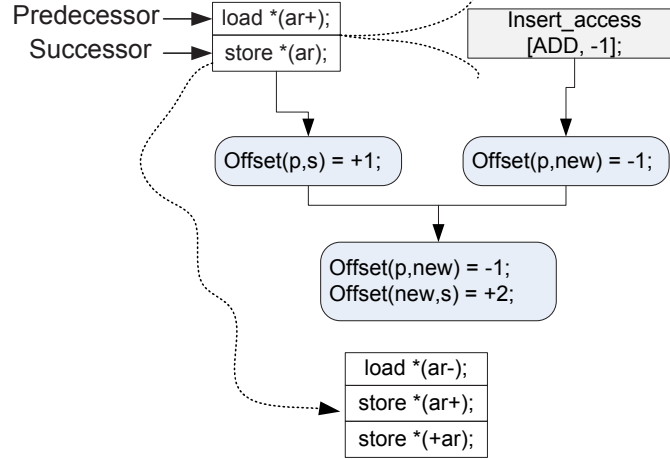 Predecessor
Successor
load *(ar+);
store *(ar);
Insert_access
[ADD, -1];
Offset(p,s) = +1;
Offset(p,new) = -1;
Offset(p,new) = -1;
Offset(new,s) = +2;
load *(ar-);
store *(ar+);
store *(+ar);